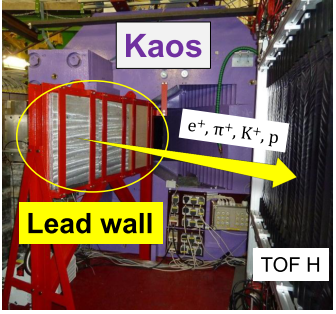 Kaos
e⁺, π⁺, K⁺, p
Lead wall
TOF H